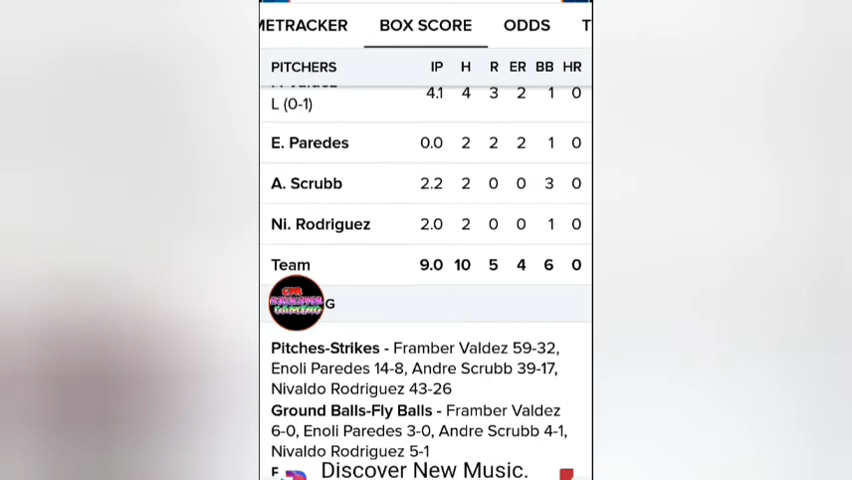 METRACKER BOX SCORE ODDS T
PITCHERS IP H R ER BB HR
4.1 4 3 2 1 0
L (0-1)
E. Paredes 0.0 2 2 2 1 0
A. Scrubb 2.2 2 0 0 3 0
Ni. Rodriguez 2.0 2 0 0 1 0
Team 9.0 10 5 4 6 0
GAMING
G
Pitches-Strikes - Framber Valdez 59-32,
Enoli Paredes 14-8, Andre Scrubb 39-17,
Nivaldo Rodriguez 43-26
Ground Balls-Fly Balls - Framber Valdez
6-0, Enoli Paredes 3-0, Andre Scrubb 4-1,
Nivaldo Rodriguez 5-1
Discover New Music.